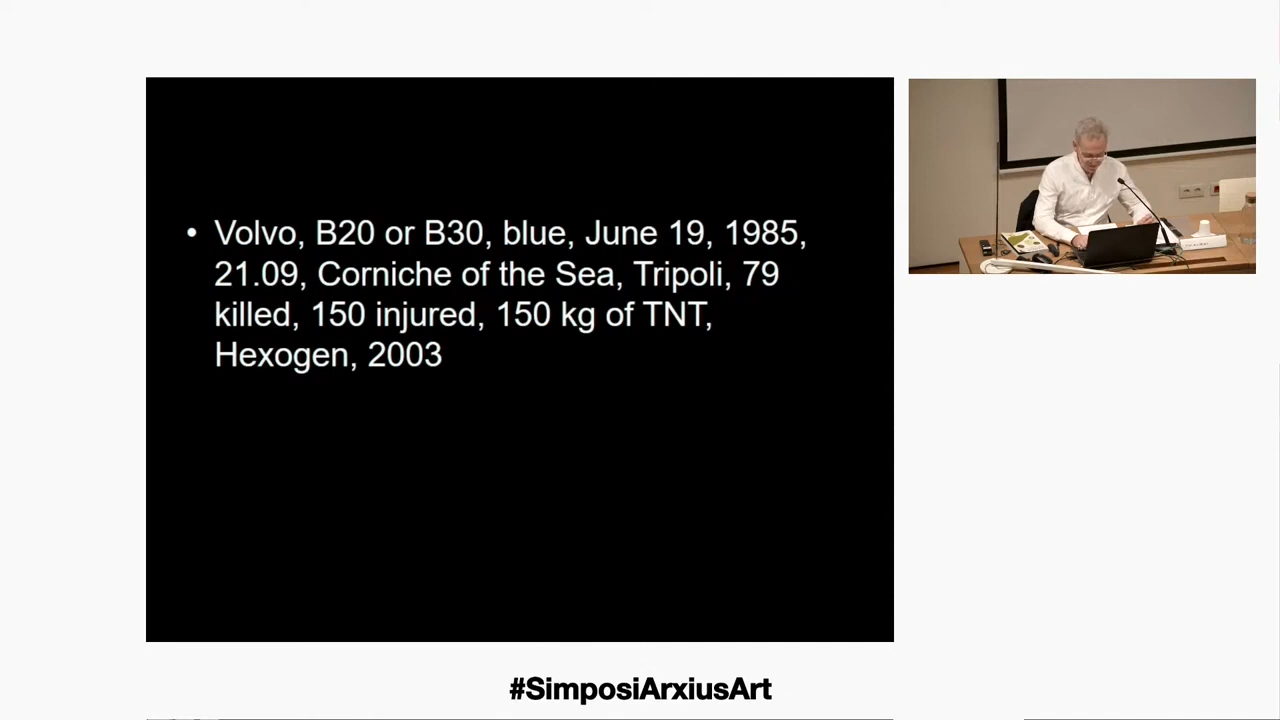 • Volvo, B20 or B30, blue, June 19, 1985,
21.09, Corniche of the Sea, Tripoli, 79
killed, 150 injured, 150 kg of TNT,
Hexogen, 2003
#SimposiArxiusArt